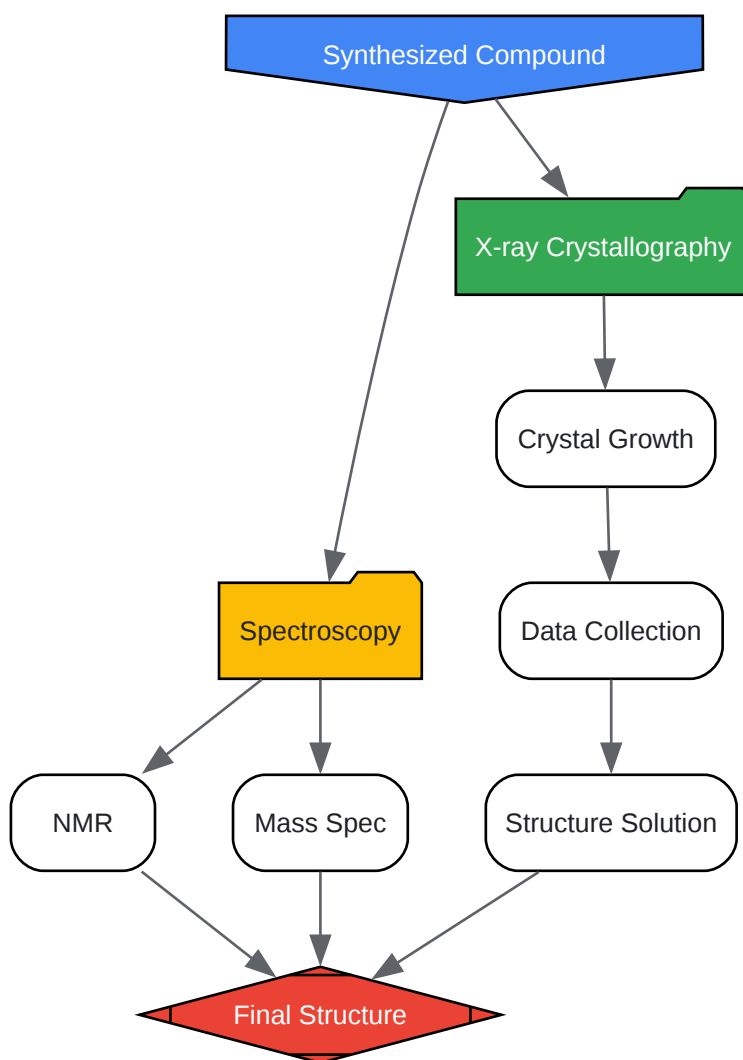 Synthesized Compound
X-ray Crystallography
Crystal Growth
Spectroscopy
Data Collection
NMR
Mass Spec
Structure Solution
Final Structure